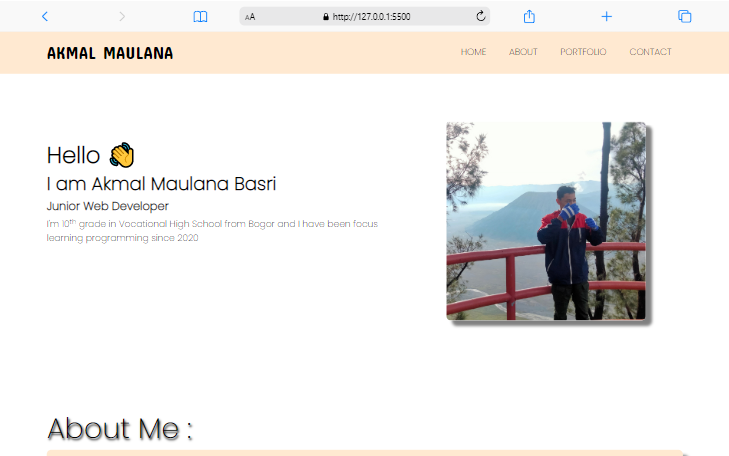 AA http://127.0.0.1:5500
AKMAL MAULANA HOME ABOUT PORTFOLIO CONTACT
Hello 👋
I am Akmal Maulana Basri
Junior Web Developer
I'm 10th grade in Vocational High School from Bogor and I have been focus
learning programming since 2020
About Me :